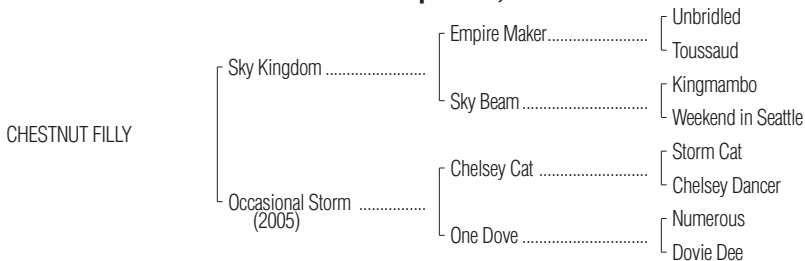 Unbridled
Empire Maker
Toussaud
Sky Kingdom
Kingmambo
Sky Beam
Weekend in Seattle
CHESTNUT FILLY
Storm Cat
Chelsey Cat
Chelsey Dancer
Occasional Storm
(2005)
Numerous
One Dove
Dovie Dee